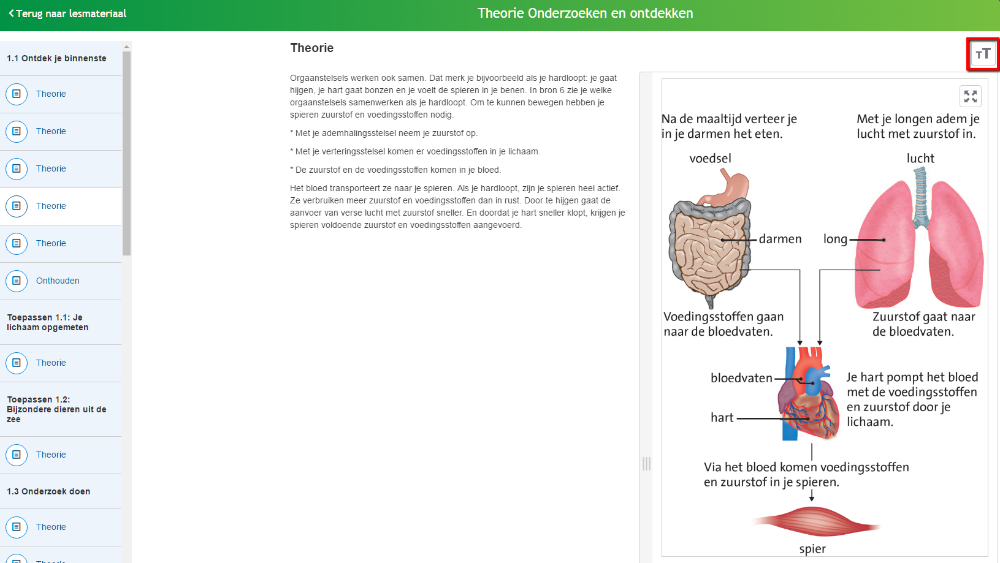 Terug naar lesmateriaal
Theorie Onderzoeken en ontdekken
1.1 Ontdek je binnenste
Theorie
Theorie
Theorie
Theorie
Theorie
Onthouden
Toepassen 1.1: Je
lichaam opgemeten
Theorie
Toepassen 1.2:
Bijzondere dieren uit de
zee
Theorie
1.3 Onderzoek doen
Theorie
Theorie
Theorie
TT
Orgaanstelsels werken ook samen. Dat merk je bijvoorbeeld als je hardloopt: je gaat
hijgen, je hart gaat bonzen en je voelt de spieren in je benen. In bron 6 zie je welke
orgaanstelsels samenwerken als je hardloopt. Om te kunnen bewegen hebben je
spieren zuurstof en voedingsstoffen nodig.
* Met je ademhalingsstelsel neem je zuurstof op.
* Met je verteringsstelsel komen er voedingsstoffen in je lichaam.
* De zuurstof en de voedingsstoffen komen in je bloed.
Het bloed transporteert ze naar je spieren. Als je hardloopt, zijn je spieren heel actief.
Ze verbruiken meer zuurstof en voedingsstoffen dan in rust. Door te hijgen gaat de
aanvoer van verse lucht met zuurstof sneller. En doordat je hart sneller klopt, krijgen je
spieren voldoende zuurstof en voedingsstoffen aangevoerd.
Na de maaltijd verteer je
in je darmen het eten.
Met je longen adem je
lucht met zuurstof in.
voedsel
lucht
darmen
long
Voedingsstoffen gaan
naar de bloedvaten.
Zuurstof gaat naar
de bloedvaten.
bloedvaten
hart
Je hart pompt het bloed
met de voedingsstoffen
en zuurstof door je
lichaam.
Via het bloed komen voedingsstoffen
en zuurstof in je spieren.
spier